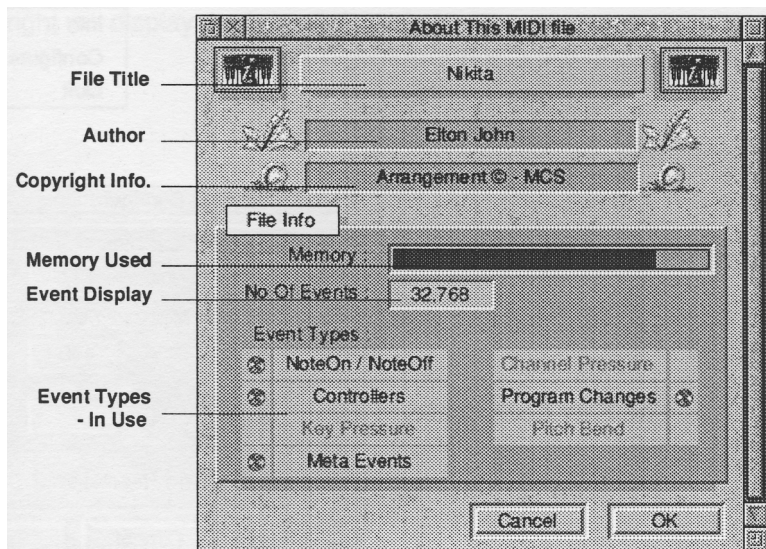 About This MIDI file
File Title
Nikita
Author
Elton John
Copyright Info.
Arrangement © - MCS
File Info
Memory Used
Memory :
Event Display
No Of Events : 32,768
Event Types :
NoteOn / NoteOff
Channel Pressure
Event Types
- In Use
Controllers
Program Changes
Key Pressure
Pitch Bend
Meta Events
Cancel
OK